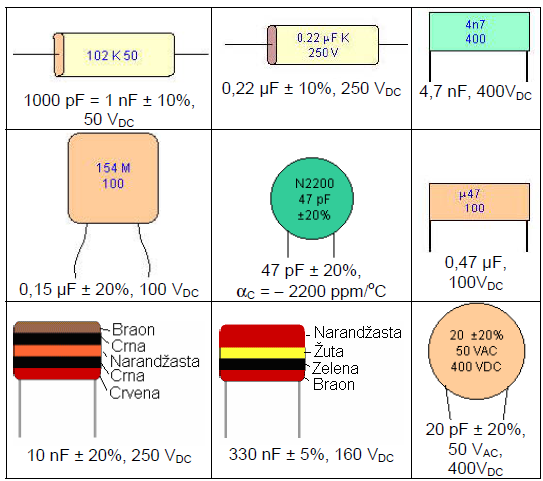 102 K 50
1000 pF = 1 nF ± 10%,
50 VDC
0.22 µF K
250 V
0,22 µF ± 10%, 250 VDC
4n7
400
4,7 nF, 400VDC
154 M
100
0,15 µF ± 20%, 100 VDC
N2200
47 pF
±20%
47 pF ± 20%,
αC = – 2200 ppm/°C
µ47
100
0,47 µF,
100VDC
Braon
Crna
Narandžasta
Crna
Crvena
10 nF ± 20%, 250 VDC
Narandžasta
Žuta
Zelena
Braon
330 nF ± 5%, 160 VDC
20 ±20%
50 VAC
400 VDC
20 pF ± 20%,
50 VAC,
400VDC